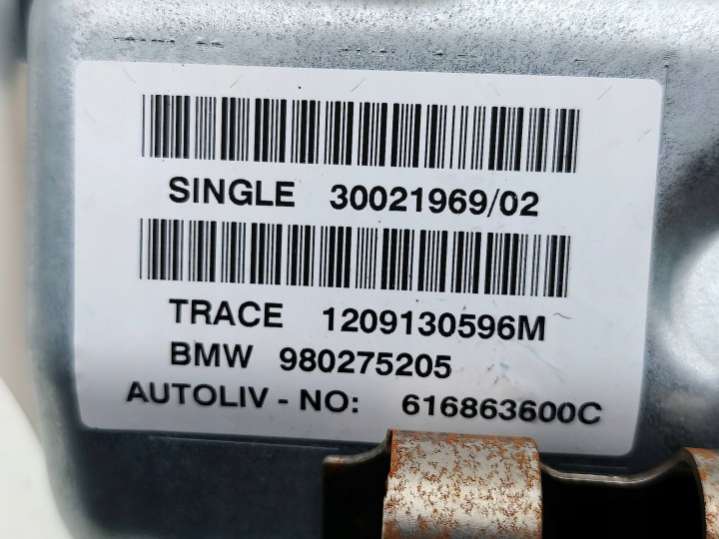 SINGLE 30021969/02
TRACE 1209130596M
BMW 980275205
AUTOLIV - NO: 616863600C